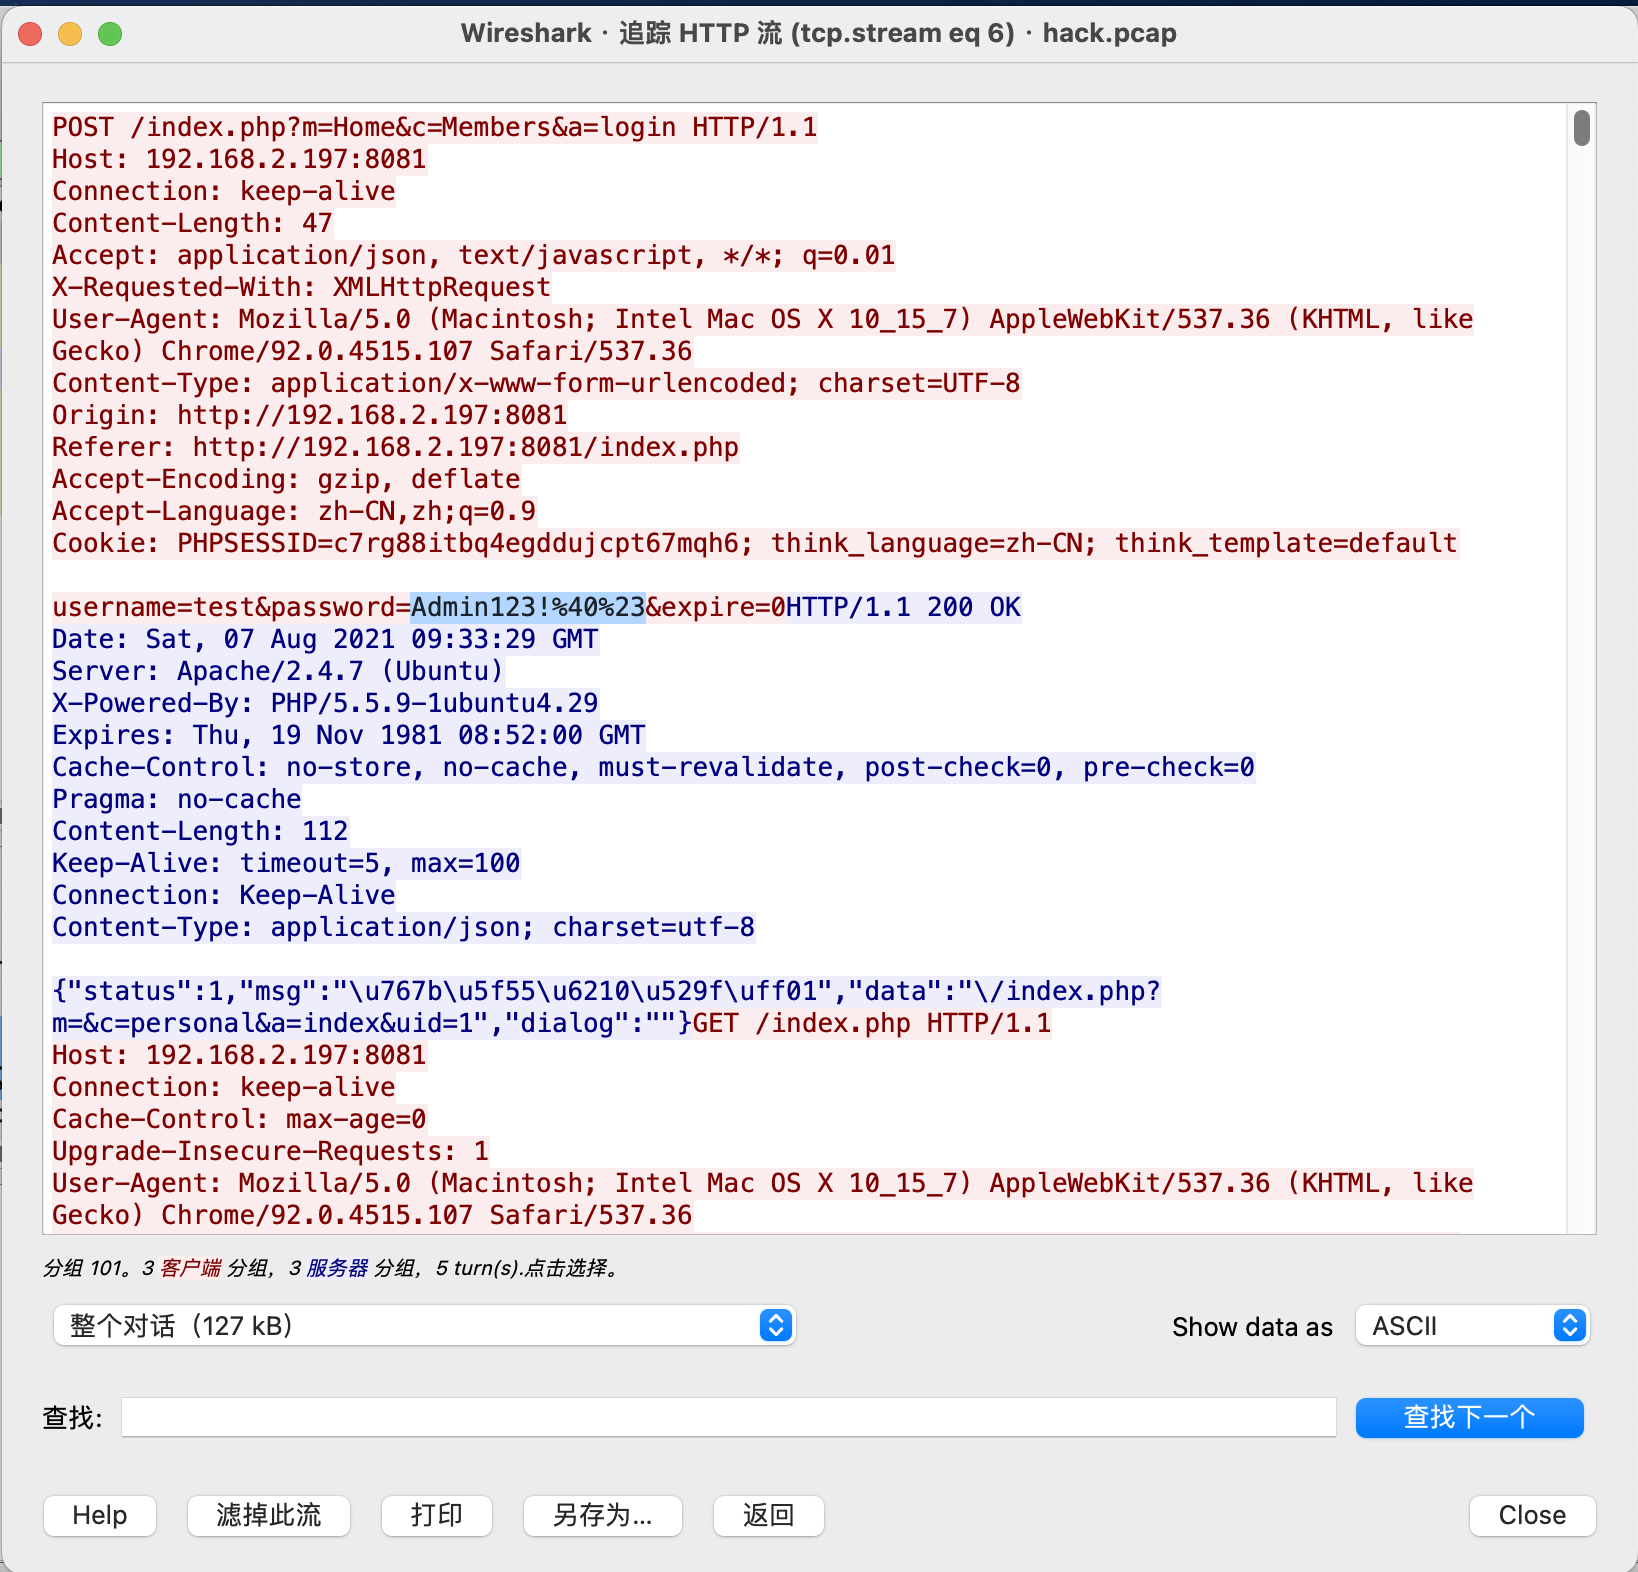 Wireshark · 追踪 HTTP 流 (tcp.stream eq 6) · hack.pcap
POST /index.php?m=Home&c=Members&a=login HTTP/1.1
Host: 192.168.2.197:8081
Connection: keep-alive
Content-Length: 47
Accept: application/json, text/javascript, */*; q=0.01
X-Requested-With: XMLHttpRequest
User-Agent: Mozilla/5.0 (Macintosh; Intel Mac OS X 10_15_7) AppleWebKit/537.36 (KHTML, like
Gecko) Chrome/92.0.4515.107 Safari/537.36
Content-Type: application/x-www-form-urlencoded; charset=UTF-8
Origin: http://192.168.2.197:8081
Referer: http://192.168.2.197:8081/index.php
Accept-Encoding: gzip, deflate
Accept-Language: zh-CN,zh;q=0.9
Cookie: PHPSESSID=c7rg88itbq4egddujcpt67mqh6; think_language=zh-CN; think_template=default
username=test&password=Admin123!%40%23&expire=0HTTP/1.1 200 OK
Date: Sat, 07 Aug 2021 09:33:29 GMT
Server: Apache/2.4.7 (Ubuntu)
X-Powered-By: PHP/5.5.9-1ubuntu4.29
Expires: Thu, 19 Nov 1981 08:52:00 GMT
Cache-Control: no-store, no-cache, must-revalidate, post-check=0, pre-check=0
Pragma: no-cache
Content-Length: 112
Keep-Alive: timeout=5, max=100
Connection: Keep-Alive
Content-Type: application/json; charset=utf-8
{"status":1,"msg":"\u767b\u5f55\u6210\u529f\uff01","data":"\/index.php?
m=&c=personal&a=index&uid=1","dialog":""}GET /index.php HTTP/1.1
Host: 192.168.2.197:8081
Connection: keep-alive
Cache-Control: max-age=0
Upgrade-Insecure-Requests: 1
User-Agent: Mozilla/5.0 (Macintosh; Intel Mac OS X 10_15_7) AppleWebKit/537.36 (KHTML, like
Gecko) Chrome/92.0.4515.107 Safari/537.36
分组 101。3 客户端 分组，3 服务器 分组，5 turn(s).点击选择。
整个对话（127 kB）
Show data as
ASCII
查找:
查找下一个
Help
滤掉此流
打印
另存为...
返回
Close